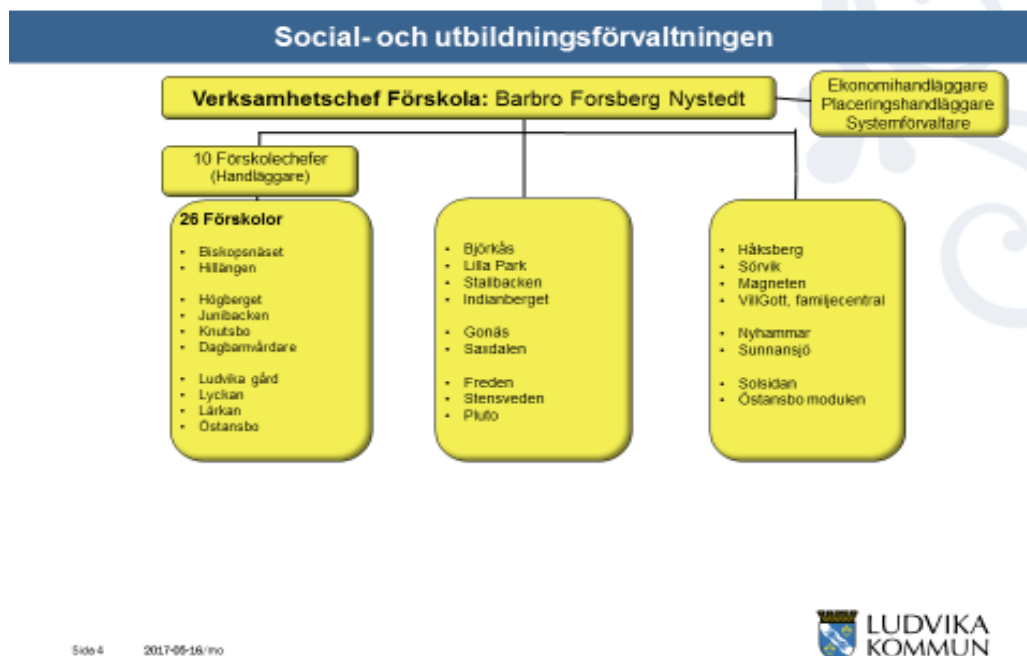 Social- och utbildningsförvaltningen
Verksamhetschef Förskola: Barbro Forsberg Nystedt
Ekonomihandläggare
Placeringshandläggare
Systemförvaltare
10 Förskolechefer
(Handläggare)
26 Förskolor
• Biskopsnäset
• Hillängen
• Högberget
• Junibacken
• Knutsbo
• Dagbarnvårdare
• Ludvika gård
• Lyckan
• Lärkan
• Östansbo
• Björkås
• Lilla Park
• Stallbacken
• Indianberget
• Gonäs
• Saxdalen
• Freden
• Stensveden
• Pluto
• Håksberg
• Sörvik
• Magneten
• VillGott, familjecentral
• Nyhammar
• Sunnansjö
• Solsidan
• Östansbo modulen
Sida 4 2017-05-16/mo
LUDVIKA
KOMMUN